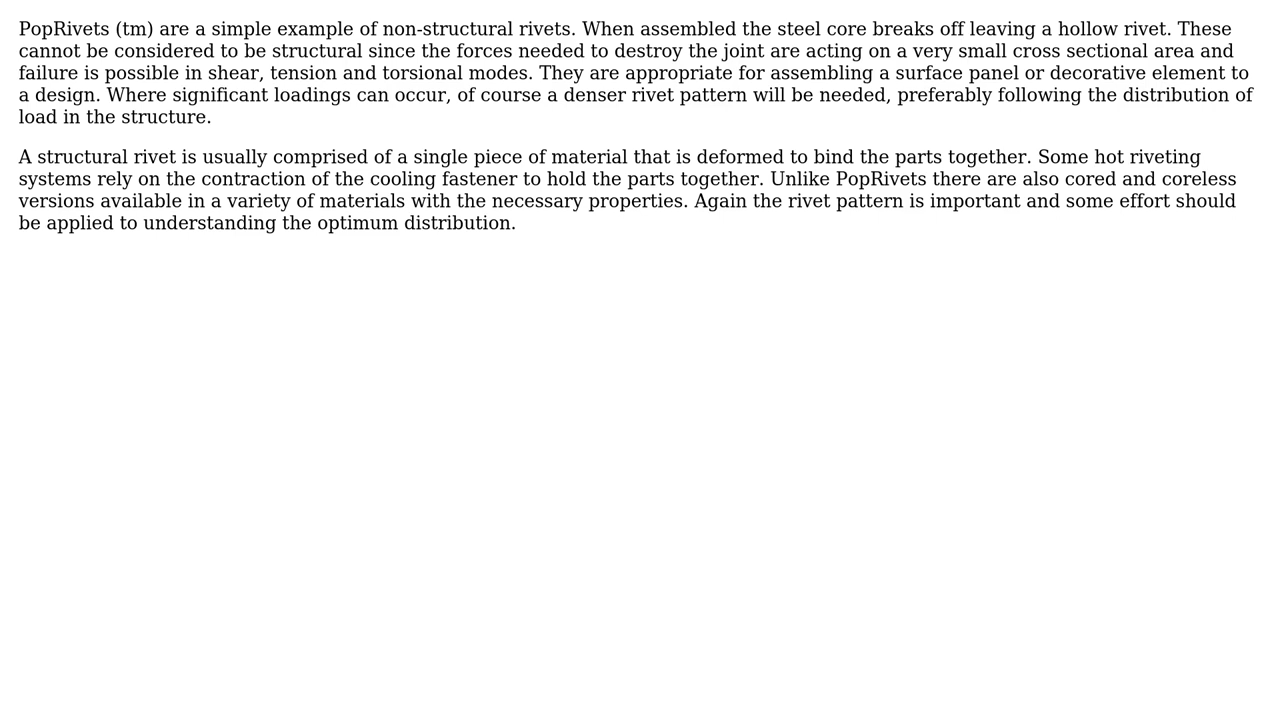 PopRivets (tm) are a simple example of non-structural rivets. When assembled the steel core breaks off leaving a hollow rivet. These
cannot be considered to be structural since the forces needed to destroy the joint are acting on a very small cross sectional area and
failure is possible in shear, tension and torsional modes. They are appropriate for assembling a surface panel or decorative element to
a design. Where significant loadings can occur, of course a denser rivet pattern will be needed, preferably following the distribution of
load in the structure.
A structural rivet is usually comprised of a single piece of material that is deformed to bind the parts together. Some hot riveting
systems rely on the contraction of the cooling fastener to hold the parts together. Unlike PopRivets there are also cored and coreless
versions available in a variety of materials with the necessary properties. Again the rivet pattern is important and some effort should
be applied to understanding the optimum distribution.